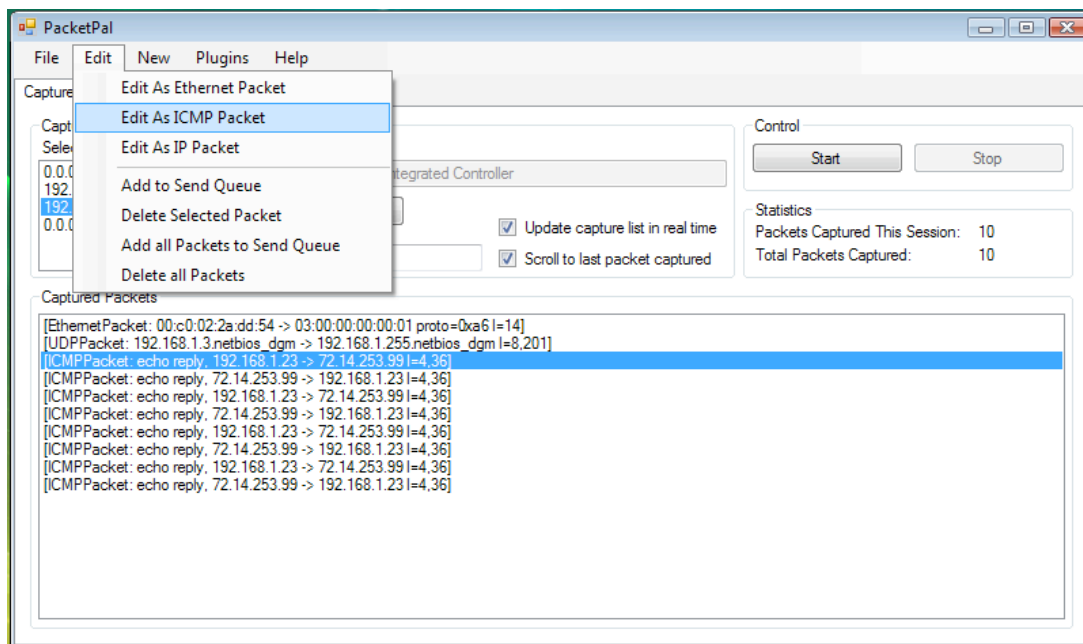 PacketPal
File Edit New Plugins Help
Capture
Edit As Ethernet Packet
Edit As ICMP Packet
Edit As IP Packet
Add to Send Queue
Delete Selected Packet
Add all Packets to Send Queue
Delete all Packets
Controller
0.0.0
192.
192.
0.0.0
Update capture list in real time
Scroll to last packet captured
Control
Start Stop
Statistics
Packets Captured This Session: 10
Total Packets Captured: 10
Captured Packets
[EthernetPacket: 00:c0:02:2a:dd:54 -> 03:00:00:00:00:01 proto=0xa6 l=14]
[UDPPacket: 192.168.1.3.netbios_dgm -> 192.168.1.255.netbios_dgm l=8,201]
[ICMPPacket: echo reply, 192.168.1.23 -> 72.14.253.99 l=4,36]
[ICMPPacket: echo reply, 72.14.253.99 -> 192.168.1.23 l=4,36]
[ICMPPacket: echo reply, 192.168.1.23 -> 72.14.253.99 l=4,36]
[ICMPPacket: echo reply, 72.14.253.99 -> 192.168.1.23 l=4,36]
[ICMPPacket: echo reply, 192.168.1.23 -> 72.14.253.99 l=4,36]
[ICMPPacket: echo reply, 72.14.253.99 -> 192.168.1.23 l=4,36]
[ICMPPacket: echo reply, 192.168.1.23 -> 72.14.253.99 l=4,36]
[ICMPPacket: echo reply, 72.14.253.99 -> 192.168.1.23 l=4,36]